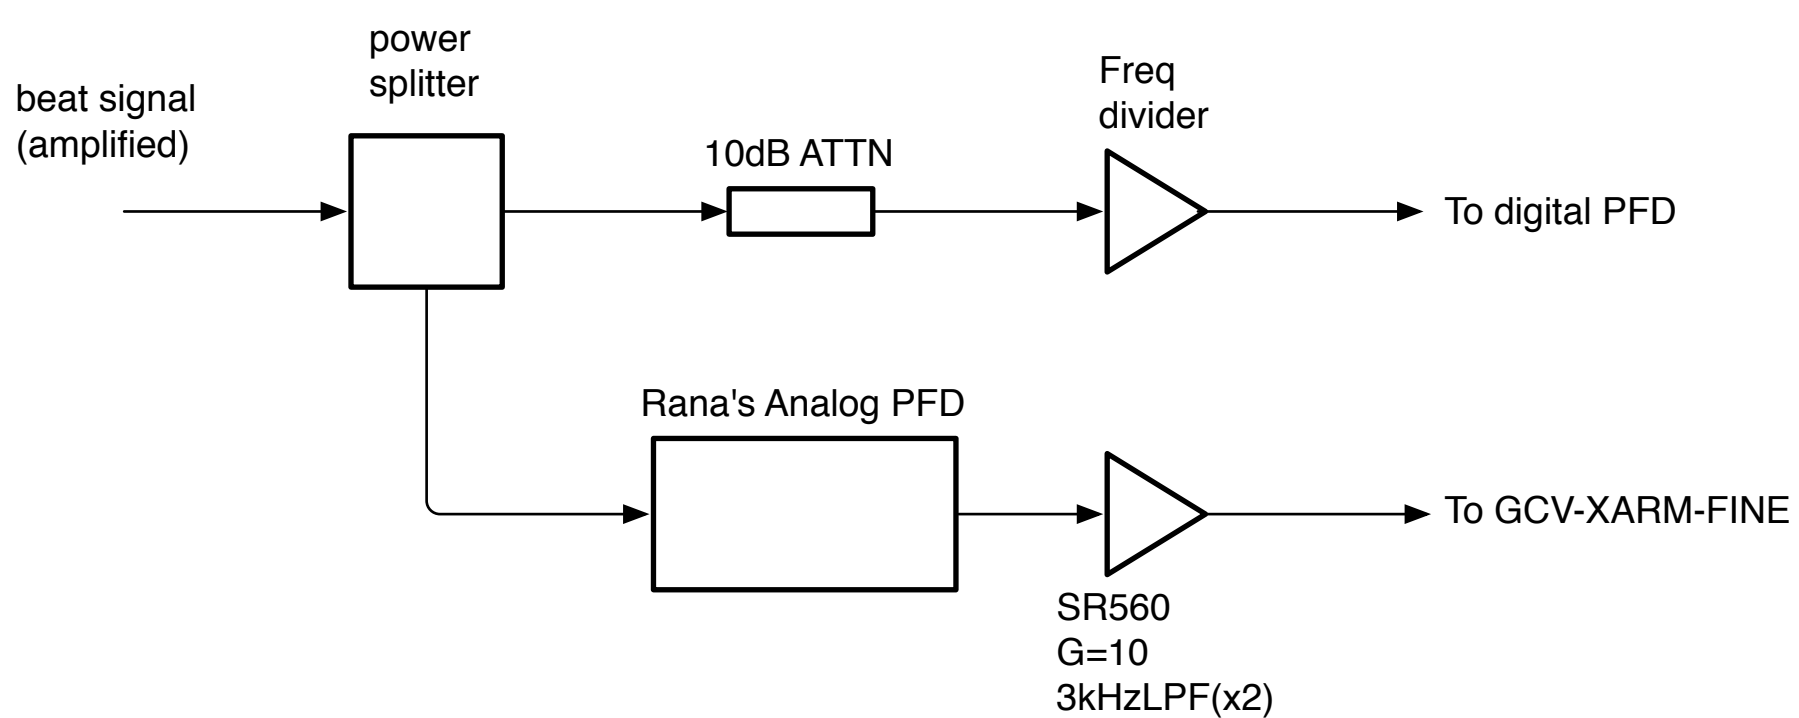 power
splitter
beat signal
(amplified)
10dB ATTN
Freq
divider
To digital PFD
Rana's Analog PFD
To GCV-XARM-FINE
SR560
G=10
3kHzLPF(x2)